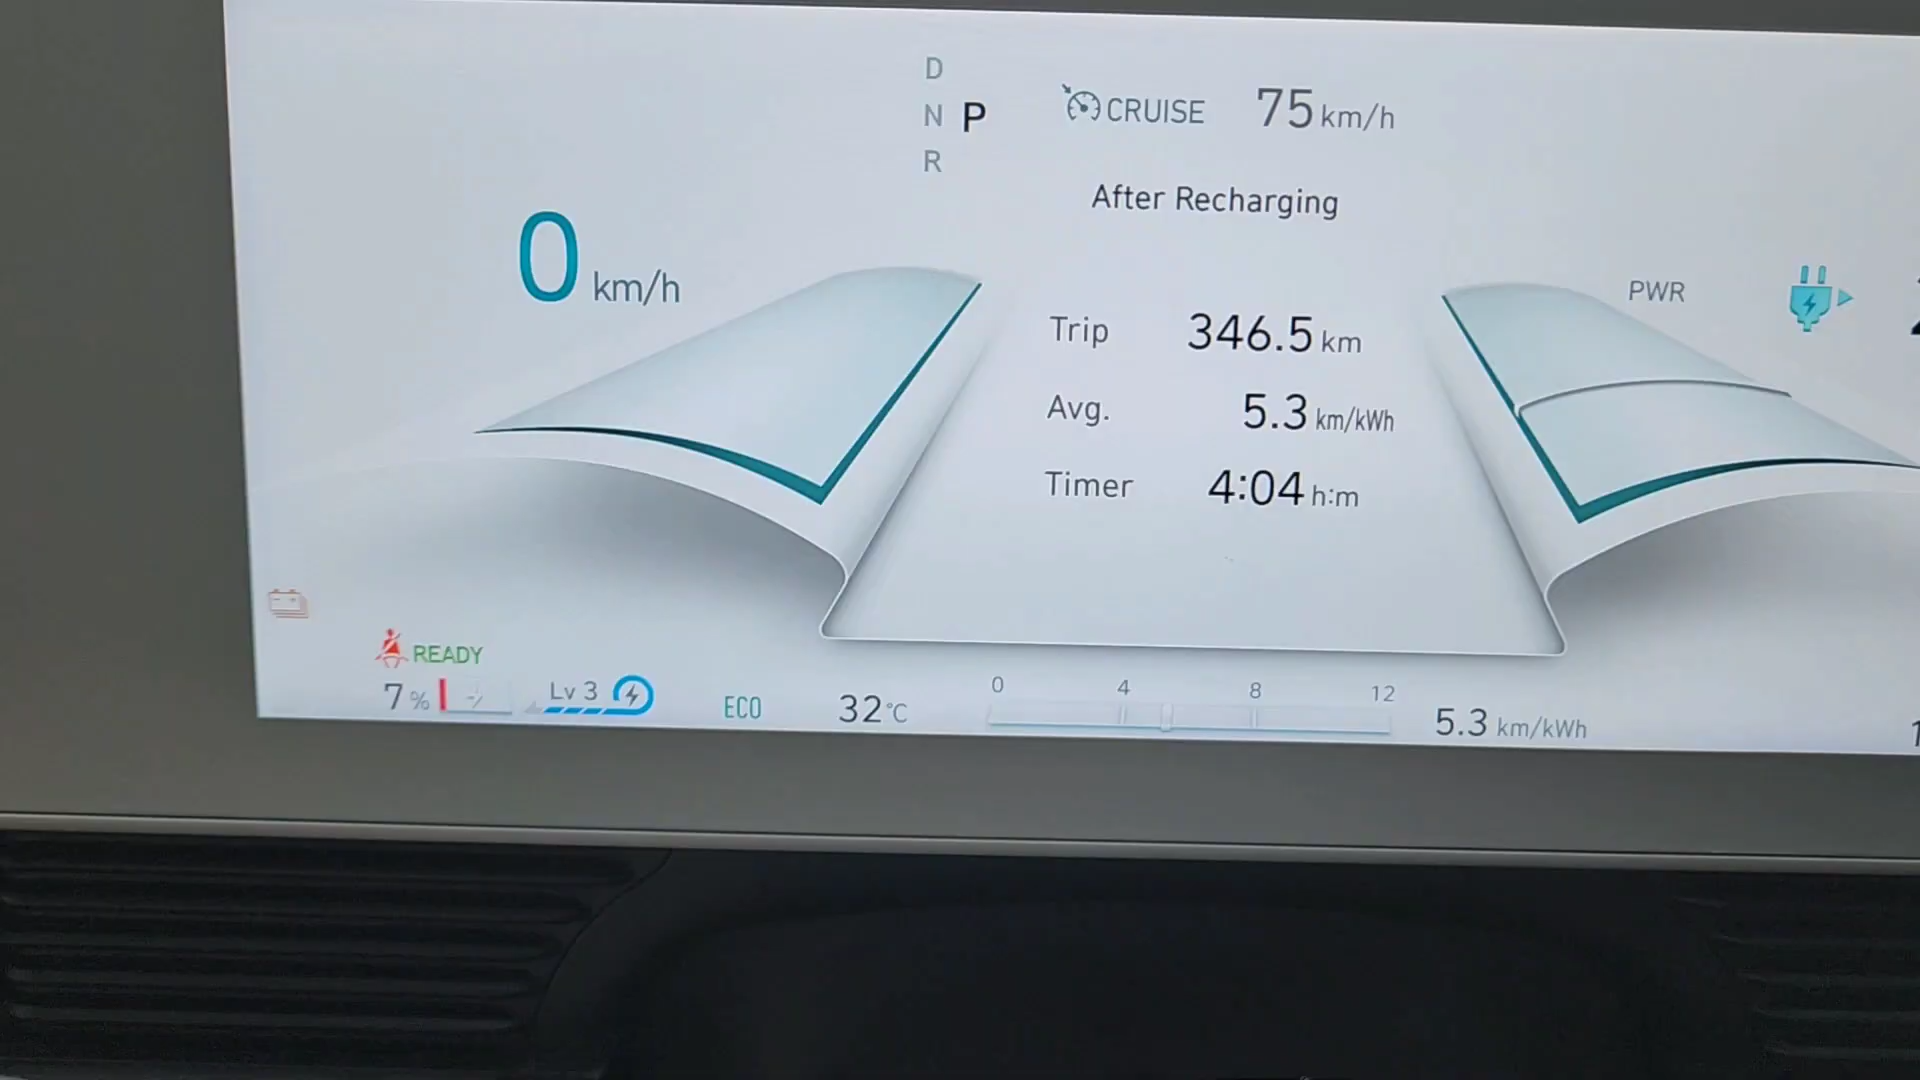 D
N P
R
CRUISE 75 km/h
After Recharging
0 km/h
PWR
Trip 346.5 km
Avg. 5.3 km/kWh
Timer 4:04 h:m
READY
7 %
Lv 3
ECO
32 °C
0 4 8 12
5.3 km/kWh